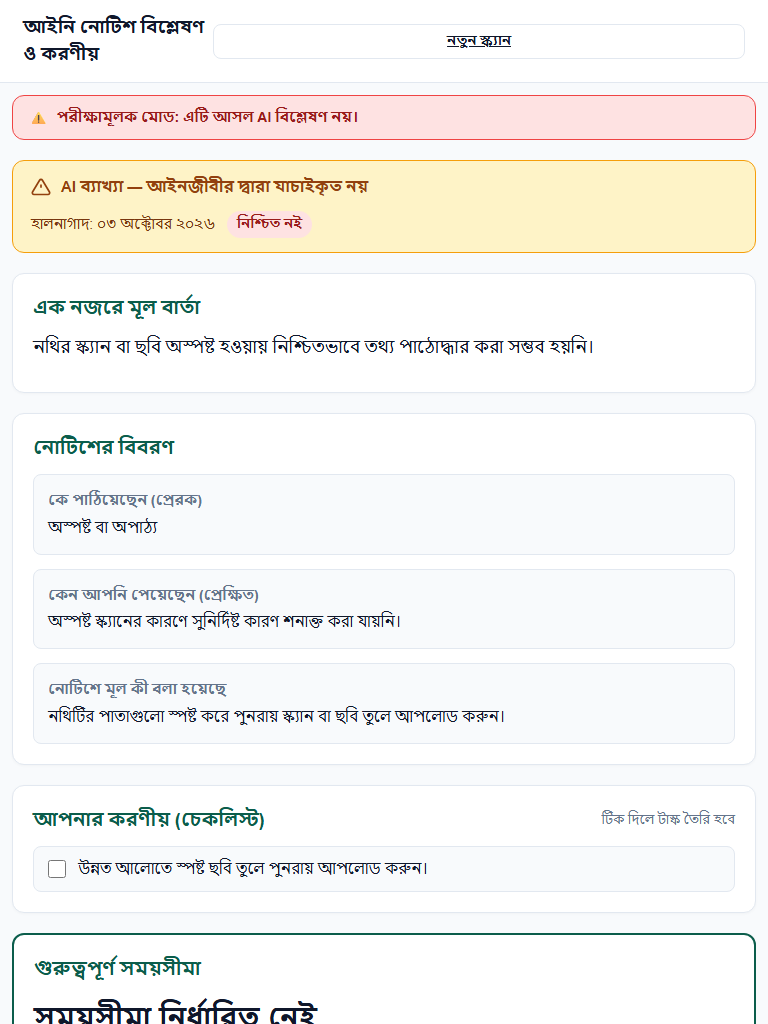 আইনি নোটিশ বিশ্লেষণ
ও করণীয়
নতুন স্ক্যান
পরীক্ষামূলক মোড: এটি আসল AI বিশ্লেষণ নয়।
AI ব্যাখ্যা — আইনজীবীর দ্বারা যাচাইকৃত নয়
হালনাগাদ: ০৩ অক্টোবর ২০২৬ নিশ্চিত নই
এক নজরে মূল বার্তা
নথির স্ক্যান বা ছবি অস্পষ্ট হওয়ায় নিশ্চিতভাবে তথ্য পাঠোদ্ধার করা সম্ভব হয়নি।
নোটিশের বিবরণ
কে পাঠিয়েছেন (প্রেরক)
অস্পষ্ট বা অপাঠ্য
কেন আপনি পেয়েছেন (প্রেক্ষিত)
অস্পষ্ট স্ক্যানের কারণে সুনির্দিষ্ট কারণ শনাক্ত করা যায়নি।
নোটিশে মূল কী বলা হয়েছে
নথিটির পাতাগুলো স্পষ্ট করে পুনরায় স্ক্যান বা ছবি তুলে আপলোড করুন।
আপনার করণীয় (চেকলিস্ট)
টিক দিলে টাস্ক তৈরি হবে
উন্নত আলোতে স্পষ্ট ছবি তুলে পুনরায় আপলোড করুন।
গুরুত্বপূর্ণ সময়সীমা
সময়সীমা নির্ধারিত নেই